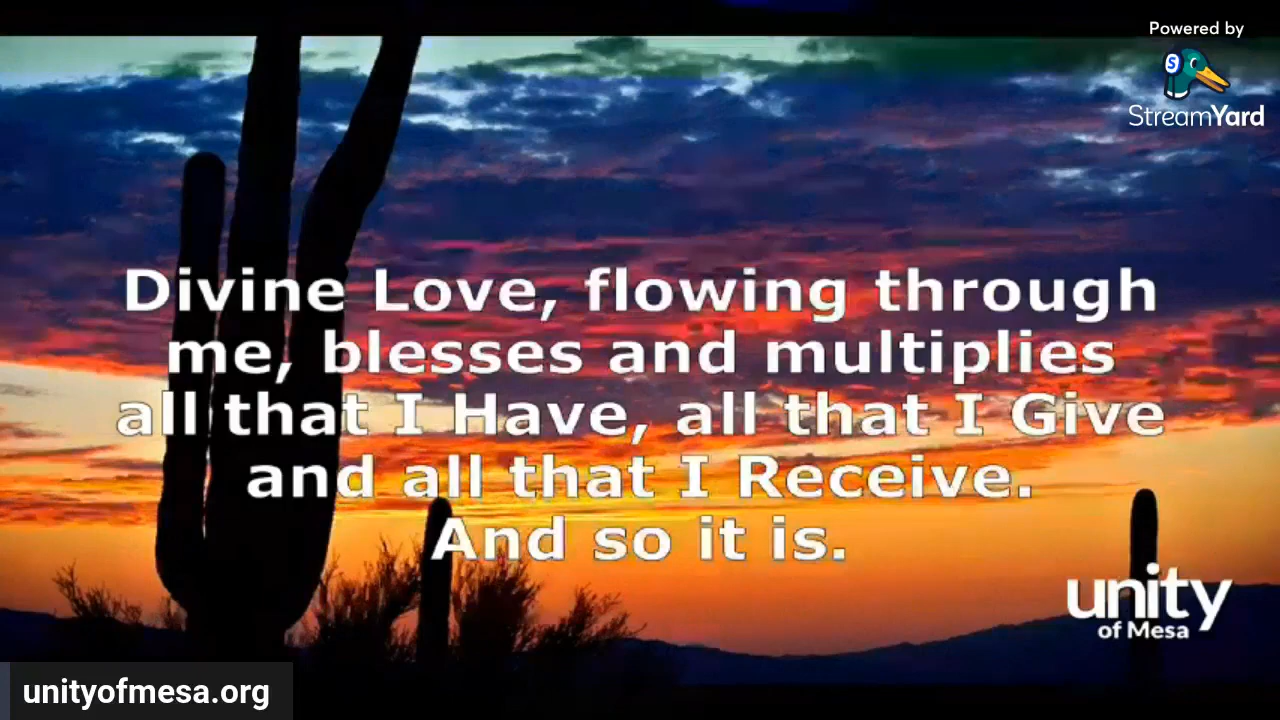 Powered by
S
StreamYard
Divine Love, flowing through
me, blesses and multiplies
all that I Have, all that I Give
and all that I Receive.
And so it is.
unity
of Mesa
unityofmesa.org